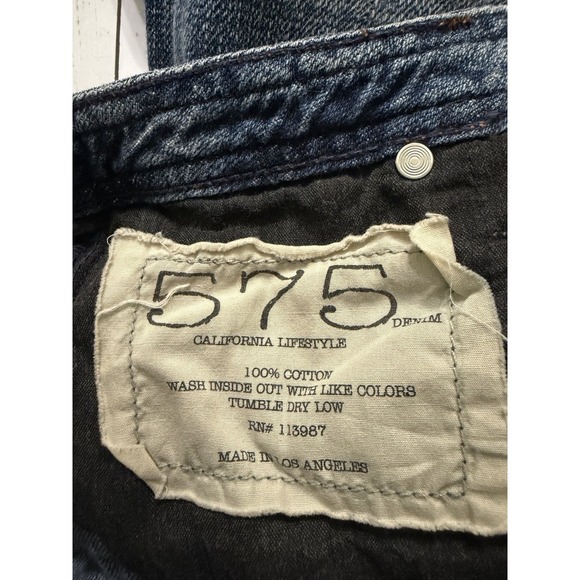 575 DENIM
CALIFORNIA LIFESTYLE
100% COTTON
WASH INSIDE OUT WITH LIKE COLORS
TUMBLE DRY LOW
RN# 113987
MADE IN LOS ANGELES